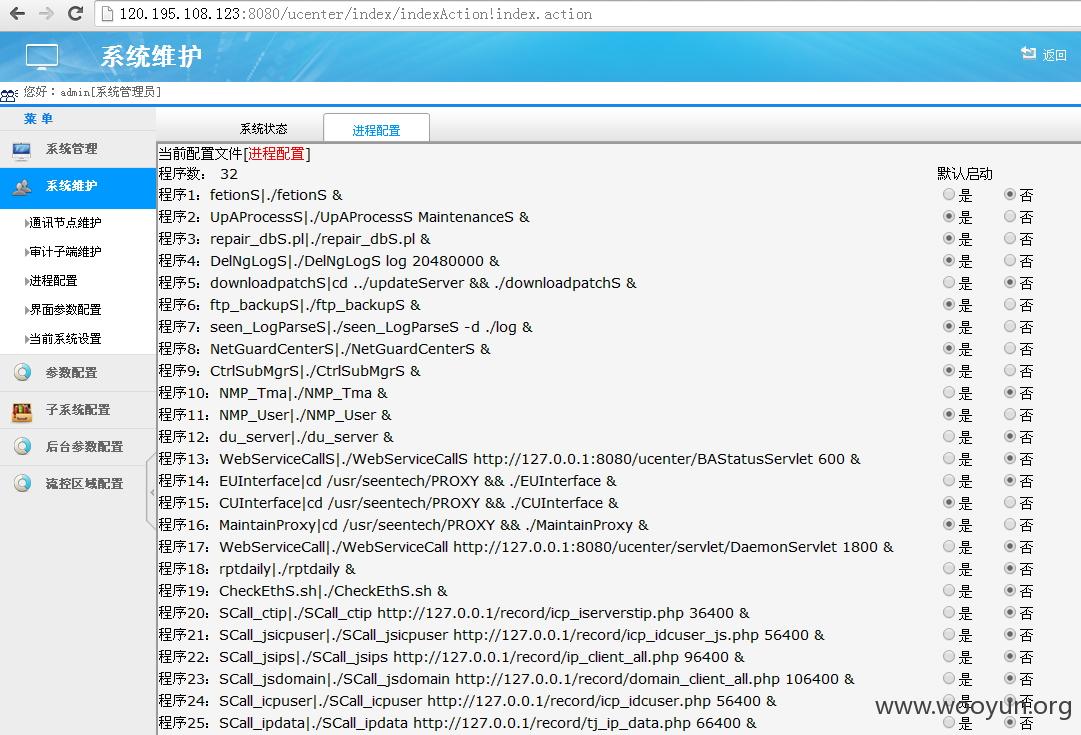 120.195.108.123:8080/ucenter/index/indexAction!index.action
系统维护
返回
您好：admin[系统管理员]
菜 单
系统管理
系统维护
通讯节点维护
审计子端维护
进程配置
界面参数配置
当前系统设置
参数配置
子系统配置
后台参数配置
流控区域配置
系统状态
进程配置
当前配置文件[进程配置]
程序数： 32 默认启动
程序1：fetionS|./fetionS & 是 否
程序2：UpAProcessS|./UpAProcessS MaintenanceS & 是 否
程序3：repair_dbS.pl|./repair_dbS.pl & 是 否
程序4：DelNgLogS|./DelNgLogS log 20480000 & 是 否
程序5：downloadpatchS|cd ../updateServer && ./downloadpatchS & 是 否
程序6：ftp_backupS|./ftp_backupS & 是 否
程序7：seen_LogParseS|./seen_LogParseS -d ./log & 是 否
程序8：NetGuardCenterS|./NetGuardCenterS & 是 否
程序9：CtrlSubMgrS|./CtrlSubMgrS & 是 否
程序10：NMP_Tma|./NMP_Tma & 是 否
程序11：NMP_User|./NMP_User & 是 否
程序12：du_server|./du_server & 是 否
程序13：WebServiceCallS|./WebServiceCallS http://127.0.0.1:8080/ucenter/BAStatusServlet 600 & 是 否
程序14：EUInterface|cd /usr/seentech/PROXY && ./EUInterface & 是 否
程序15：CUInterface|cd /usr/seentech/PROXY && ./CUInterface & 是 否
程序16：MaintainProxy|cd /usr/seentech/PROXY && ./MaintainProxy & 是 否
程序17：WebServiceCall|./WebServiceCall http://127.0.0.1:8080/ucenter/servlet/DaemonServlet 1800 & 是 否
程序18：rptdaily|./rptdaily & 是 否
程序19：CheckEthS.sh|./CheckEthS.sh & 是 否
程序20：SCall_ctip|./SCall_ctip http://127.0.0.1/record/icp_iserverstip.php 36400 & 是 否
程序21：SCall_jsicpuser|./SCall_jsicpuser http://127.0.0.1/record/icp_idcuser_js.php 56400 & 是 否
程序22：SCall_jsips|./SCall_jsips http://127.0.0.1/record/ip_client_all.php 96400 & 是 否
程序23：SCall_jsdomain|./SCall_jsdomain http://127.0.0.1/record/domain_client_all.php 106400 & 是 否
程序24：SCall_icpuser|./SCall_icpuser http://127.0.0.1/record/icp_idcuser.php 56400 & 是 否
程序25：SCall_ipdata|./SCall_ipdata http://127.0.0.1/record/tj_ip_data.php 66400 & 是 否
www.wooyun.org